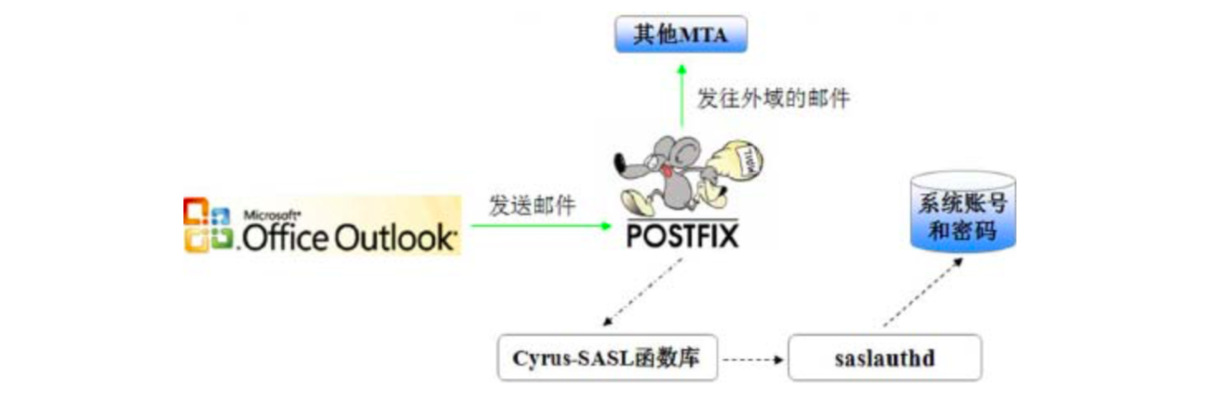 其他MTA
发往外域的邮件
MAIL
Microsoft
Office Outlook
发送邮件
POSTFIX
系统账号
和密码
Cyrus-SASL函数库
saslauthd